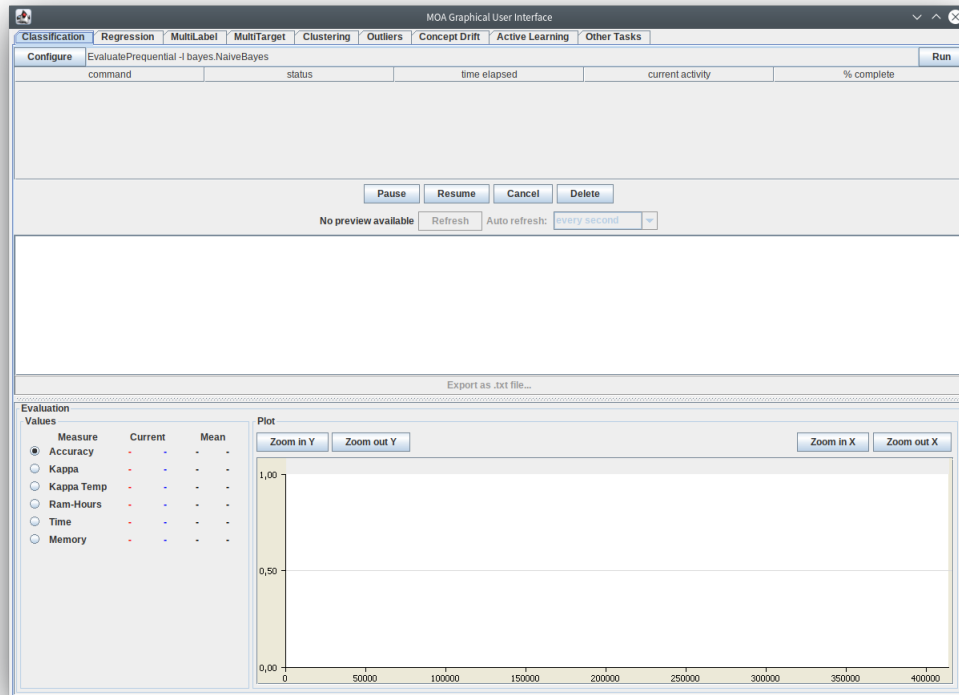 MOA Graphical User Interface
Classification Regression MultiLabel MultiTarget Clustering Outliers Concept Drift Active Learning Other Tasks
Configure EvaluatePrequential -l bayes.NaiveBayes Run
command status time elapsed current activity % complete
Pause Resume Cancel Delete
No preview available Refresh Auto refresh: every second
Export as .txt file...
Evaluation
Values Plot
Measure Current Mean
Zoom in Y Zoom out Y Zoom in X Zoom out X
Accuracy - - - -
Kappa - - - -
Kappa Temp - - - -
Ram-Hours - - - -
Time - - - -
Memory - - - -
1,00
0,50
0,00
0 50000 100000 150000 200000 250000 300000 350000 400000